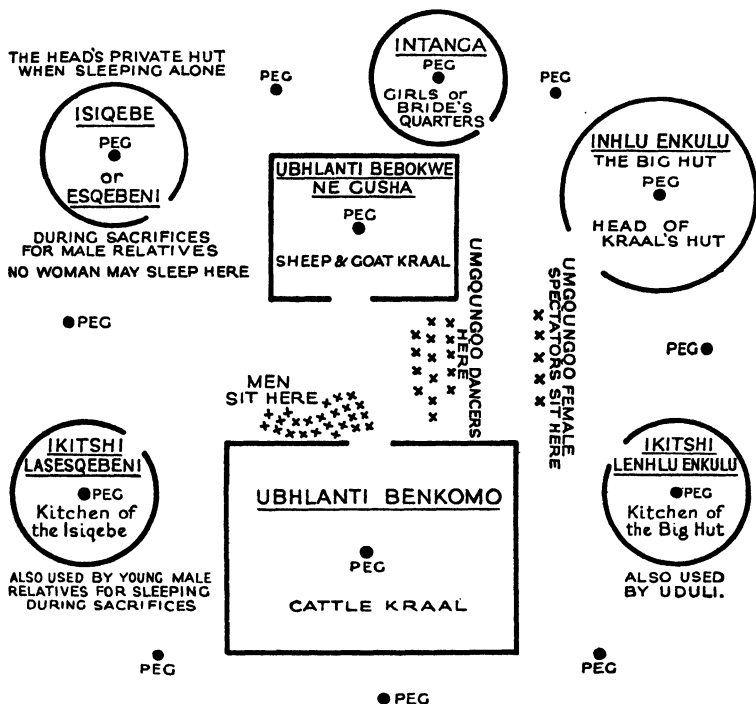 THE HEAD'S PRIVATE HUT
WHEN SLEEPING ALONE
ISIQEBE
PEG
or
ESQEBENI
DURING SACRIFICES
FOR MALE RELATIVES
NO WOMAN MAY SLEEP HERE
PEG
INTANGA
PEG
GIRLS or
BRIDE'S
QUARTERS
PEG
INHLU ENKULU
THE BIG HUT
PEG
HEAD OF
KRAAL'S HUT
UBHLANTI BEBOKWE
NE GUSHA
PEG
SHEEP & GOAT KRAAL
PEG
UMGQUNGQO DANCERS
HERE
UMGQUNGQO FEMALE
SPECTATORS SIT HERE
PEG
MEN
SIT HERE
IKITSHI
LASESQEBENI
PEG
Kitchen of
the Isiqebe
ALSO USED BY YOUNG MALE
RELATIVES FOR SLEEPING
DURING SACRIFICES
UBHLANTI BENKOMO
PEG
CATTLE KRAAL
IKITSHI
LENHLU ENKULU
PEG
Kitchen of
the Big Hut
ALSO USED
BY UDULI.
PEG
PEG
PEG